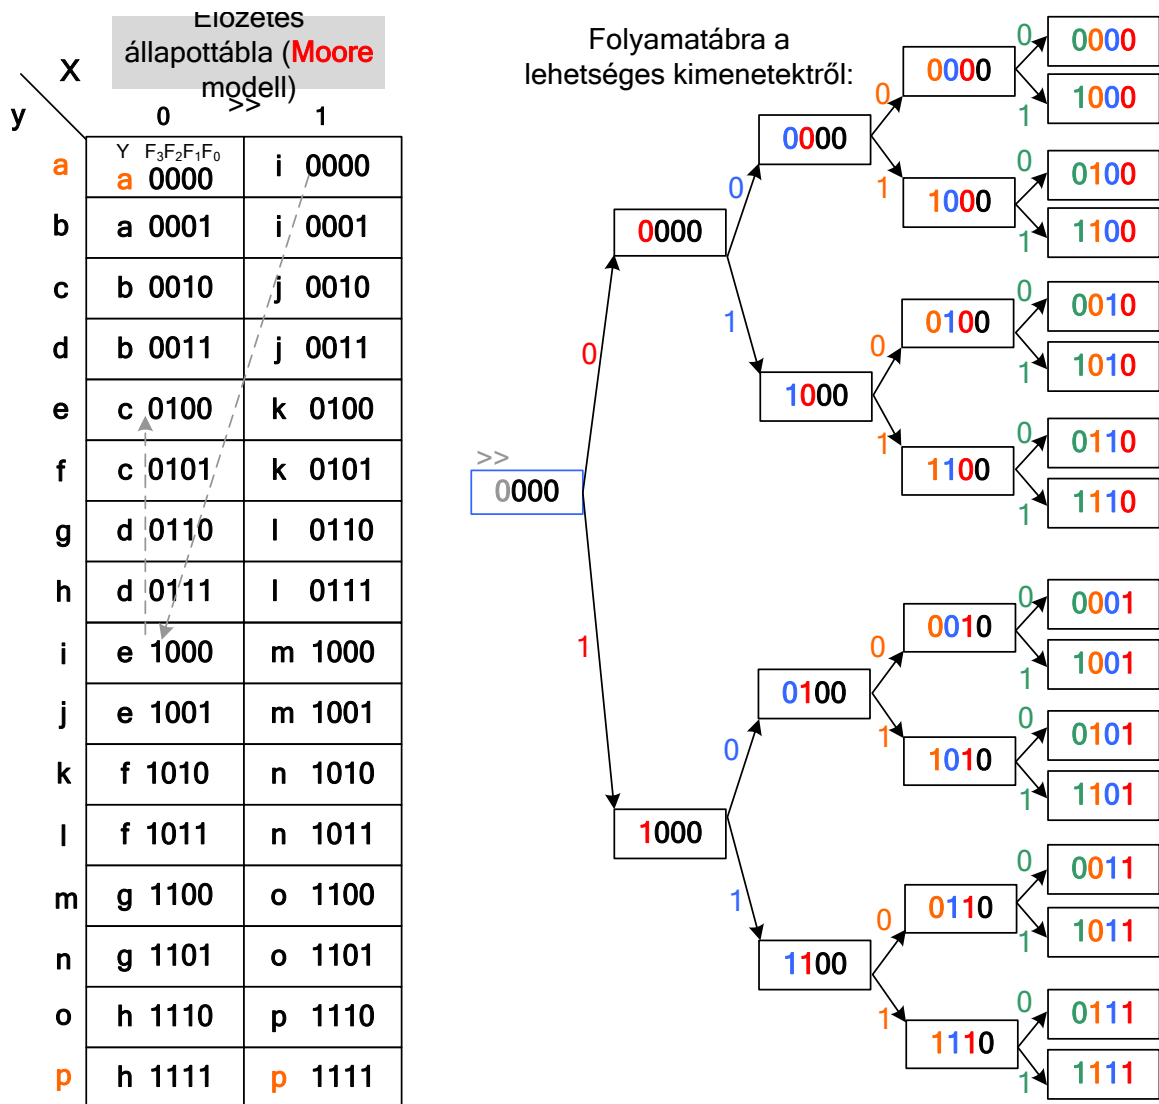 Előzetes
állapottábla (Moore
modell)
X
>>
y
0 1
Y F3F2F1F0
a a 0000 i 0000
b a 0001 i 0001
c b 0010 j 0010
d b 0011 j 0011
e c 0100 k 0100
f c 0101 k 0101
g d 0110 l 0110
h d 0111 l 0111
i e 1000 m 1000
j e 1001 m 1001
k f 1010 n 1010
l f 1011 n 1011
m g 1100 o 1100
n g 1101 o 1101
o h 1110 p 1110
p h 1111 p 1111
Folyamatábra a
lehetséges kimenetektről:
>>
0000
0
0000
1
1000
0
0000
1
1000
0
0100
1
1100
0
0000
1
1000
0
0100
1
1100
0
0010
1
1010
0
0110
1
1110
0
0000
1
1000
0
0100
1
1100
0
0010
1
1010
0
0110
1
1110
0
0001
1
1001
0
0101
1
1101
0
0011
1
1011
0
0111
1
1111